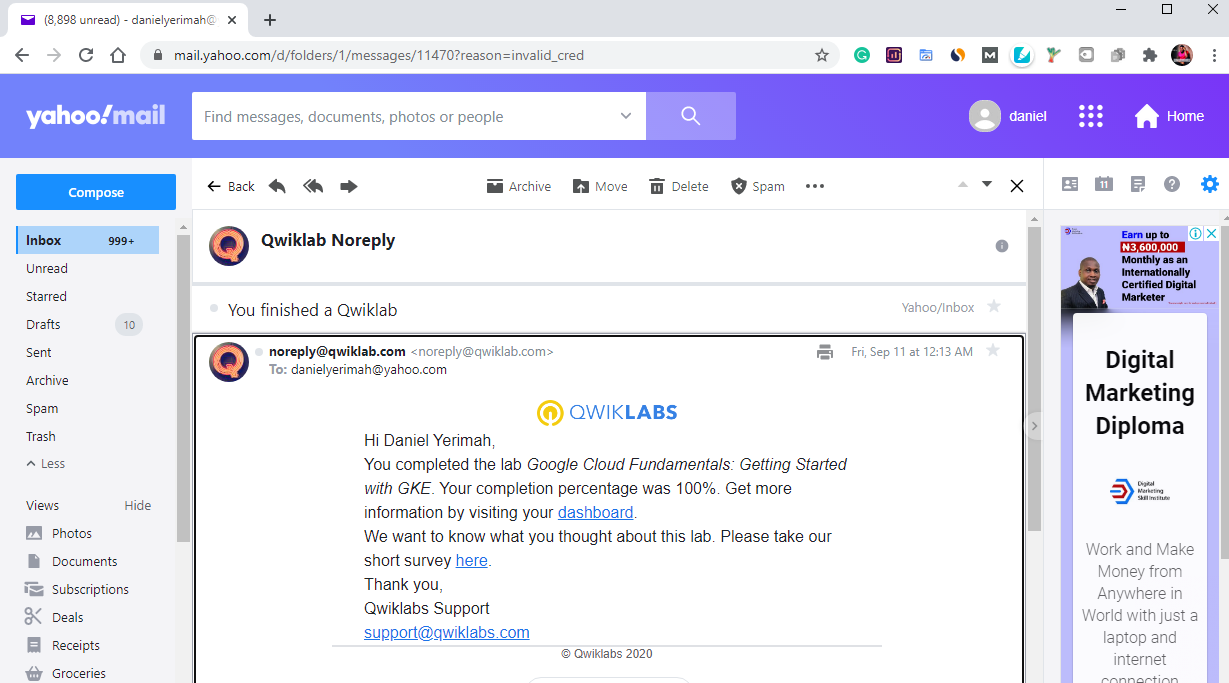 (8,898 unread) - danielyerimah@
mail.yahoo.com/d/folders/1/messages/11470?reason=invalid_cred
yahoo!mail
Find messages, documents, photos or people
daniel
Home
Compose
Back
Archive
Move
Delete
Spam
11
Inbox 999+
Unread
Starred
Drafts 10
Sent
Archive
Spam
Trash
Less
Views Hide
Photos
Documents
Subscriptions
Deals
Receipts
Groceries
Qwiklab Noreply
You finished a Qwiklab
Yahoo/Inbox
noreply@qwiklab.com <noreply@qwiklab.com>
Fri, Sep 11 at 12:13 AM
To: danielyerimah@yahoo.com
QWIKLABS
Hi Daniel Yerimah,
You completed the lab Google Cloud Fundamentals: Getting Started
with GKE. Your completion percentage was 100%. Get more
information by visiting your dashboard.
We want to know what you thought about this lab. Please take our
short survey here.
Thank you,
Qwiklabs Support
support@qwiklabs.com
© Qwiklabs 2020
Earn up to
₦3,600,000
Monthly as an
Internationally
Certified Digital
Marketer
Digital
Marketing
Diploma
Digital
Marketing
Skill Institute
Work and Make
Money from
Anywhere in
World with just a
laptop and
internet
connection